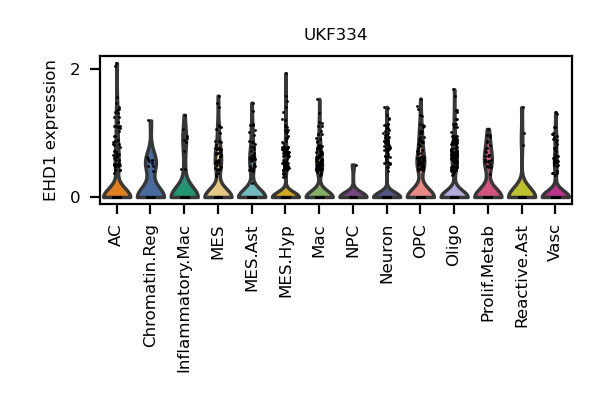 UKF334
EHD1 expression
2
0
AC
Chromatin.Reg
Inflammatory.Mac
MES
MES.Ast
MES.Hyp
Mac
NPC
Neuron
OPC
Oligo
Prolif.Metab
Reactive.Ast
Vasc